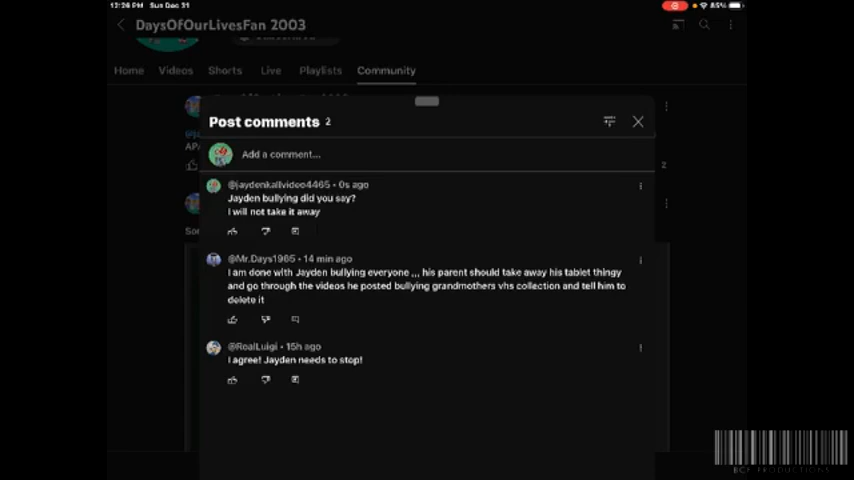 12:26 PM Sun Dec 31
85%
DaysOfOurLivesFan 2003
Home Videos Shorts Live Playlists Community
Post comments 2
Add a comment...
@jaydenkallvideo4465 • 0s ago
Jayden bullying did you say?
I will not take it away
@Mr.Days1965 • 14 min ago
I am done with Jayden bullying everyone ,,, his parent should take away his tablet thingy
and go through the videos he posted bullying grandmothers vhs collection and tell him to
delete it
@RoalLuigi • 15h ago
I agree! Jayden needs to stop!
2